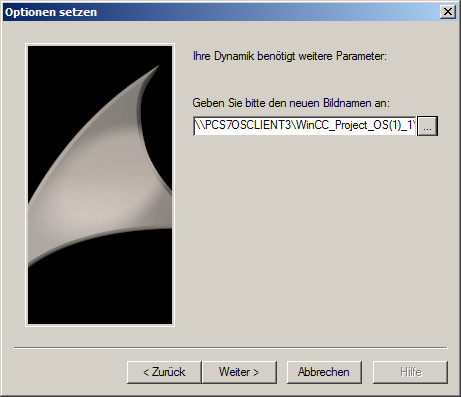 Optionen setzen
Ihre Dynamik benötigt weitere Parameter:
Geben Sie bitte den neuen Bildnamen an:
\\PCS7OSCLIENT3\WinCC_Project_OS(1)_1\
...
< Zurück
Weiter >
Abbrechen
Hilfe